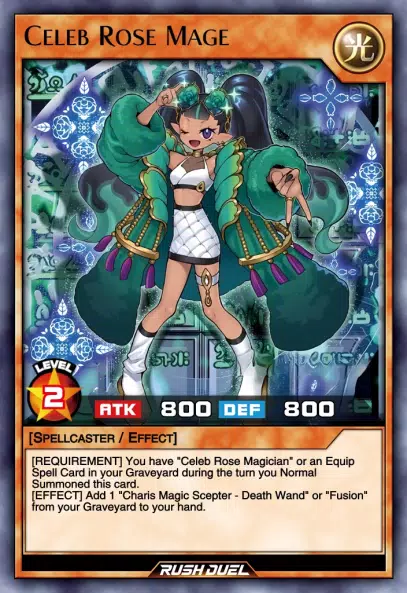 Celeb Rose Mage
光
LEVEL
2
ATK 800 DEF 800
[Spellcaster / Effect]
[REQUIREMENT] You have "Celeb Rose Magician" or an Equip
Spell Card in your Graveyard during the turn you Normal
Summoned this card.
[EFFECT] Add 1 "Charis Magic Scepter - Death Wand" or "Fusion"
from your Graveyard to your hand.
RUSH DUEL